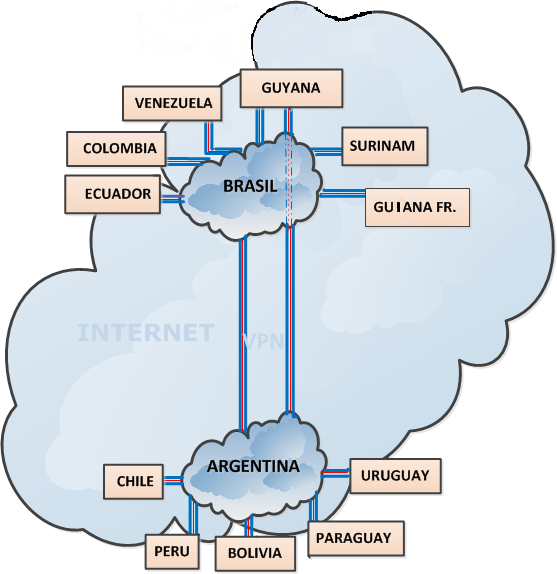 GUYANA
VENEZUELA
COLOMBIA
SURINAM
ECUADOR
BRASIL
GUIANA FR.
INTERNET
VPN
ARGENTINA
CHILE
URUGUAY
PERU
BOLIVIA
PARAGUAY